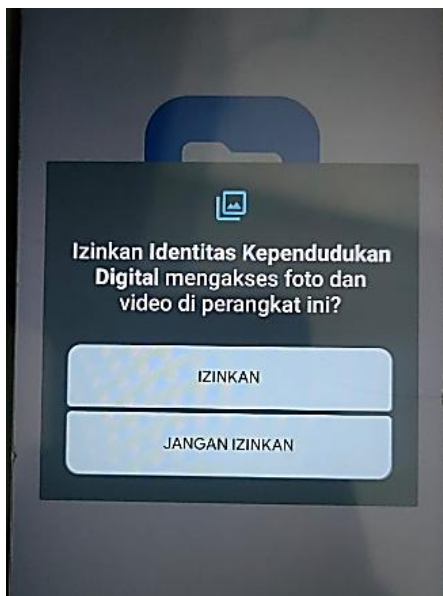 Izinkan Identitas Kependudukan
Digital mengakses foto dan
video di perangkat ini?
IZINKAN
JANGAN IZINKAN